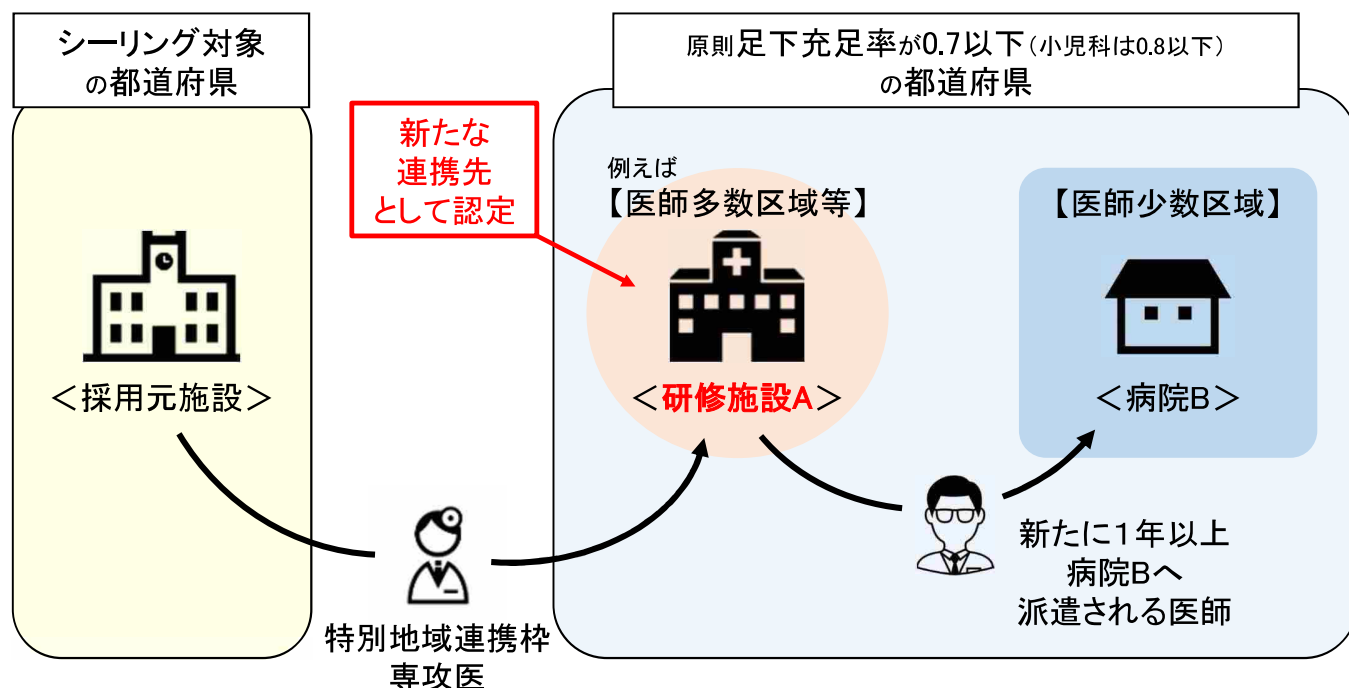 シーリング対象
の都道府県
原則足下充足率が0.7以下（小児科は0.8以下）
の都道府県
新たな
連携先
として認定
例えば
【医師多数区域等】
【医師少数区域】
＜採用元施設＞
＜研修施設A＞
＜病院B＞
特別地域連携枠
専攻医
新たに１年以上
病院Bへ
派遣される医師